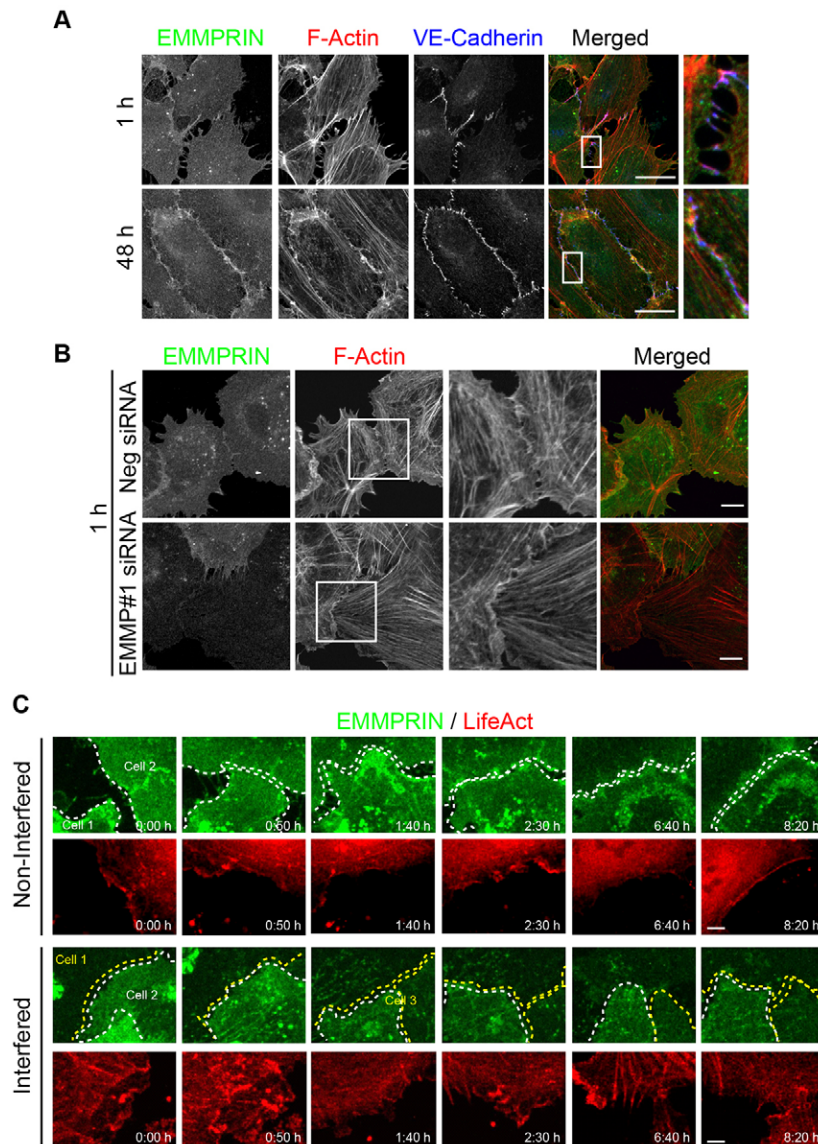 A
EMMPRIN F-Actin VE-Cadherin Merged
1 h
48 h
B
EMMPRIN F-Actin Merged
1 h
Neg siRNA
EMMP#1 siRNA
C
EMMPRIN / LifeAct
Non-Interfered
Cell 2
Cell 1
0:00 h 0:50 h 1:40 h 2:30 h 6:40 h 8:20 h
0:00 h 0:50 h 1:40 h 2:30 h 6:40 h 8:20 h
Interfered
Cell 1
Cell 2 Cell 3
0:00 h 0:50 h 1:40 h 2:30 h 6:40 h 8:20 h